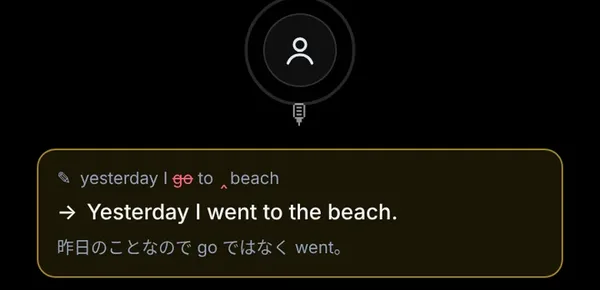 ✎ yesterday I go to ‸beach
→ Yesterday I went to the beach.
昨日のことなので go ではなく went。